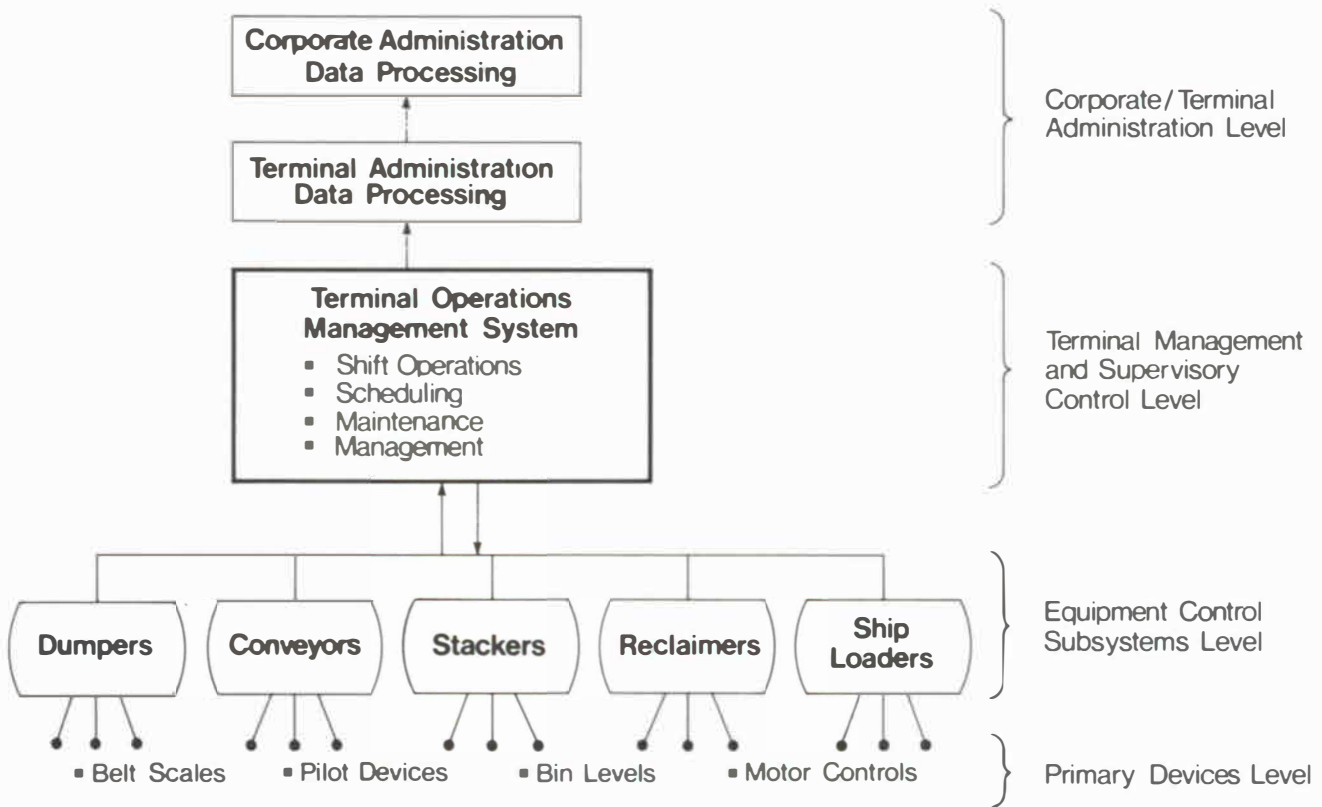 Corporate Administration
Data Processing
Corporate/Terminal
Administration Level
Terminal Administration
Data Processing
Terminal Operations
Management System
▪ Shift Operations
▪ Scheduling
▪ Maintenance
▪ Management
Terminal Management
and Supervisory
Control Level
Dumpers
Conveyors
Stackers
Reclaimers
Ship
Loaders
Equipment Control
Subsystems Level
▪ Belt Scales
▪ Pilot Devices
▪ Bin Levels
▪ Motor Controls
Primary Devices Level